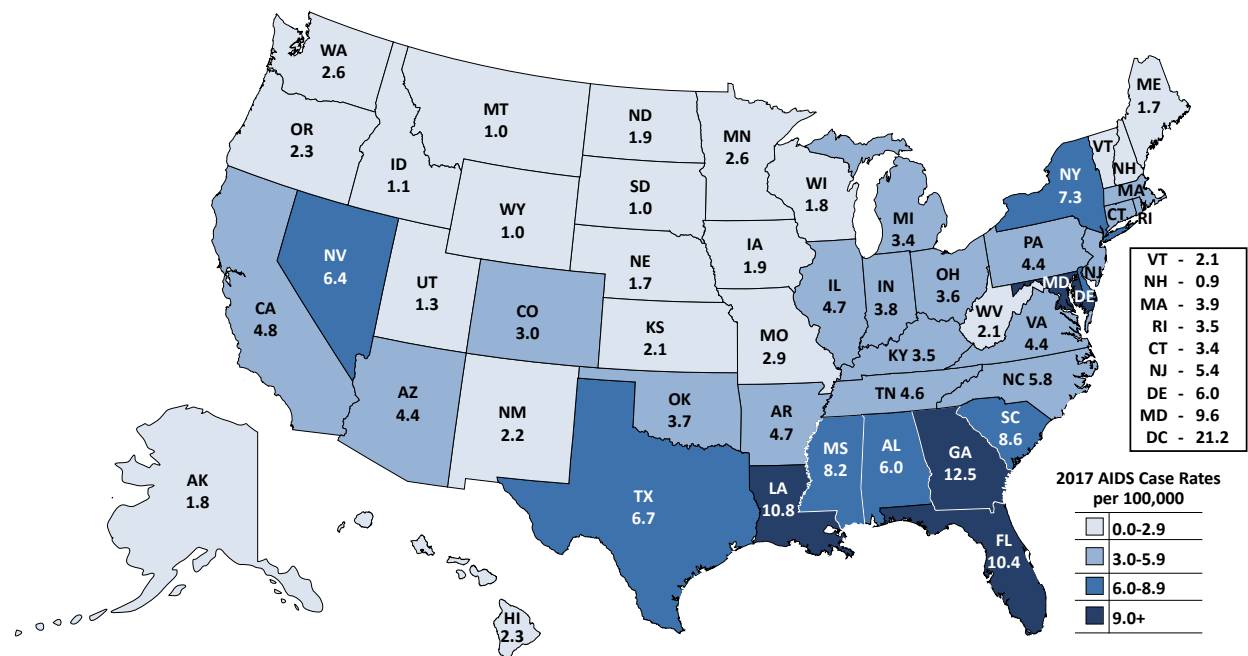 WA
2.6
OR
2.3
ID
1.1
MT
1.0
ND
1.9
MN
2.6
SD
1.0
WY
1.0
WI
1.8
MI
3.4
ME
1.7
VT
NH
NY
7.3
MA
CT
RI
NV
6.4
UT
1.3
CA
4.8
CO
3.0
NE
1.7
IA
1.9
KS
2.1
MO
2.9
IL
4.7
IN
3.8
OH
3.6
PA
4.4
NJ
MD
DE
WV
2.1
VA
4.4
KY 3.5
NC 5.8
TN 4.6
AZ
4.4
NM
2.2
OK
3.7
AR
4.7
TX
6.7
LA
10.8
MS
8.2
AL
6.0
GA
12.5
SC
8.6
FL
10.4
AK
1.8
HI
2.3
VT - 2.1
NH - 0.9
MA - 3.9
RI - 3.5
CT - 3.4
NJ - 5.4
DE - 6.0
MD - 9.6
DC - 21.2
2017 AIDS Case Rates
per 100,000
0.0-2.9
3.0-5.9
6.0-8.9
9.0+